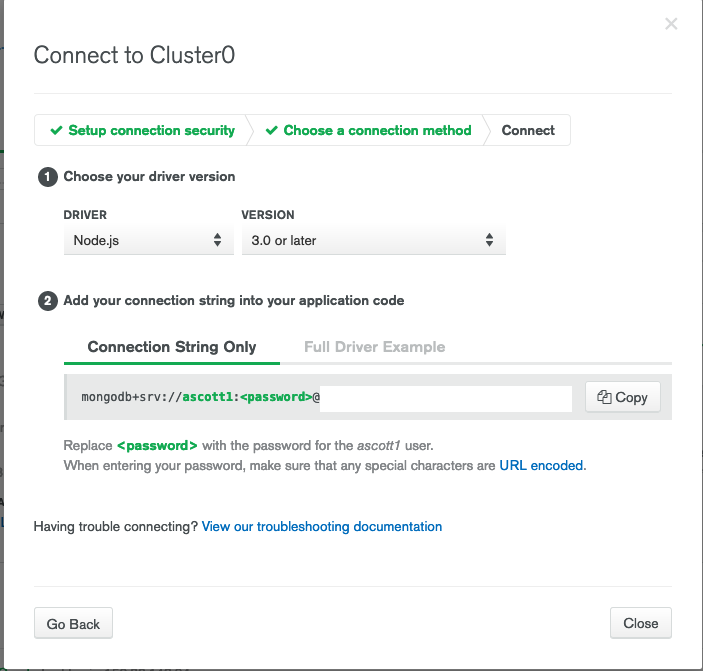 Connect to Cluster0
Setup connection security
Choose a connection method
Connect
1 Choose your driver version
DRIVER
VERSION
Node.js
3.0 or later
2 Add your connection string into your application code
Connection String Only
Full Driver Example
mongodb+srv://ascott1:<password>@
Copy
Replace <password> with the password for the ascott1 user.
When entering your password, make sure that any special characters are URL encoded.
Having trouble connecting? View our troubleshooting documentation
Go Back
Close